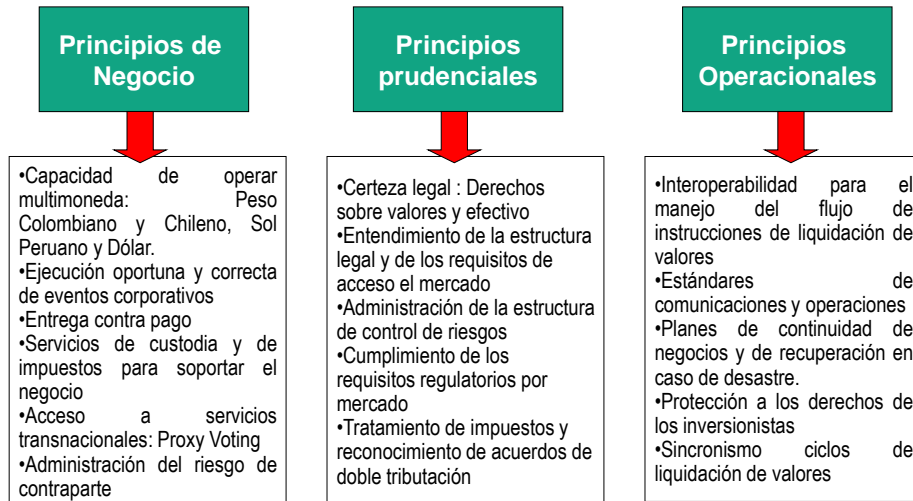 Principios de
Negocio
•Capacidad de operar
multimoneda: Peso
Colombiano y Chileno, Sol
Peruano y Dólar.
•Ejecución oportuna y correcta
de eventos corporativos
•Entrega contra pago
•Servicios de custodia y de
impuestos para soportar el
negocio
•Acceso a servicios
transnacionales: Proxy Voting
•Administración del riesgo de
contraparte
Principios
prudenciales
•Certeza legal : Derechos
sobre valores y efectivo
•Entendimiento de la estructura
legal y de los requisitos de
acceso el mercado
•Administración de la estructura
de control de riesgos
•Cumplimiento de los
requisitos regulatorios por
mercado
•Tratamiento de impuestos y
reconocimiento de acuerdos de
doble tributación
Principios
Operacionales
•Interoperabilidad para el
manejo del flujo de
instrucciones de liquidación de
valores
•Estándares de
comunicaciones y operaciones
•Planes de continuidad de
negocios y de recuperación en
caso de desastre.
•Protección a los derechos de
los inversionistas
•Sincronismo ciclos de
liquidación de valores